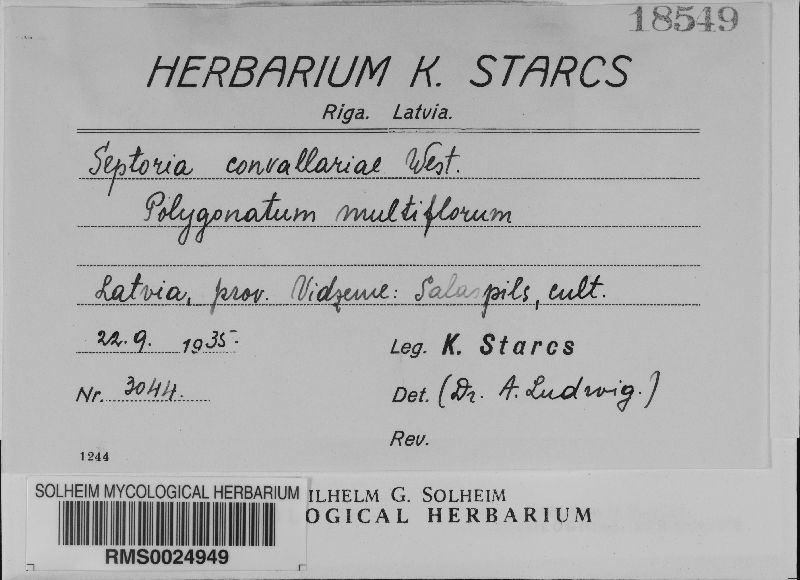 18549
HERBARIUM K. STARCS
Riga. Latvia.
Septoria convallariae West.
Polygonatum multiflorum
Latvia, prov. Vidzeme: Salaspils, cult.
22.9. 1935.
Leg. K. Starcs
Nr. 3044.
Det. (Dr. A. Ludwig.)
Rev.
1244
SOLHEIM MYCOLOGICAL HERBARIUM
RMS0024949
ILHELM G. SOLHEIM
OGICAL HERBARIUM